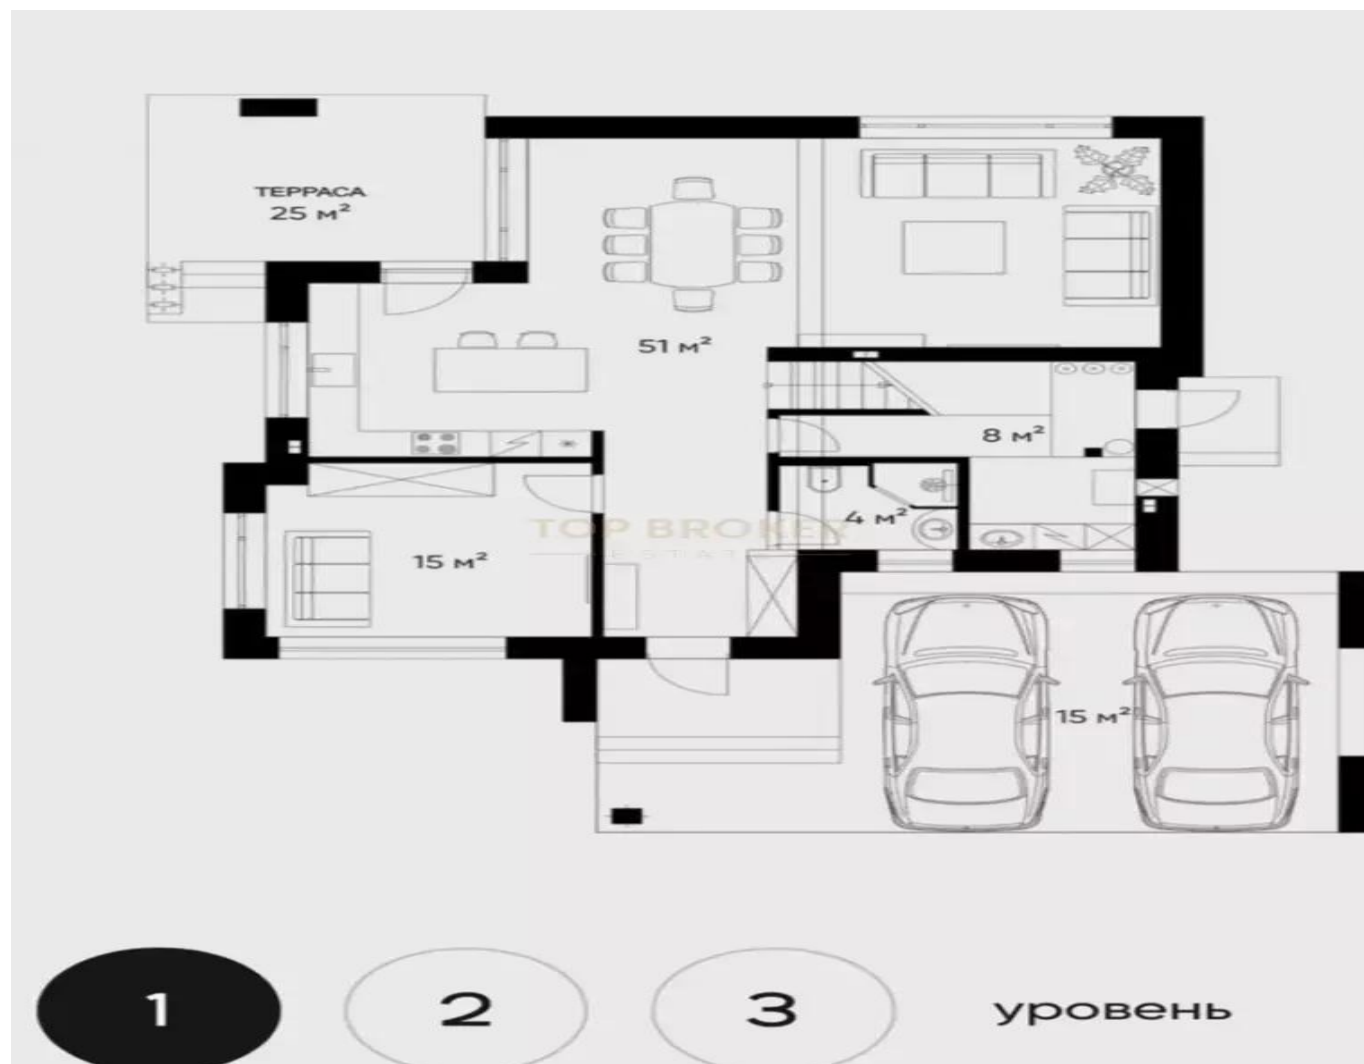 ТЕРРАСА
25 м²
51 м²
8 м²
4 м²
TOP BROKER
ESTATE
15 м²
15 м²
1
2
3
уровень